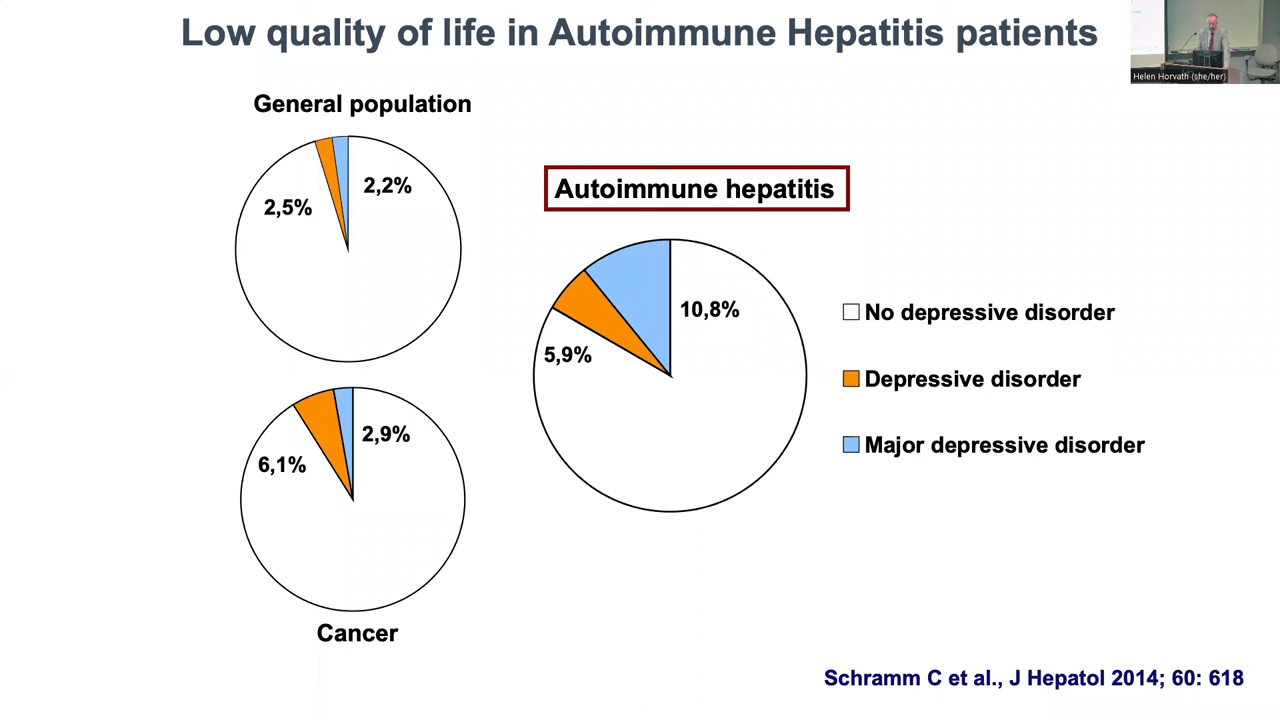 Low quality of life in Autoimmune Hepatitis patients
Helen Horvath (she/her)
General population
2,2%
2,5%
Autoimmune hepatitis
10,8%
5,9%
No depressive disorder
Depressive disorder
Major depressive disorder
2,9%
6,1%
Cancer
Schramm C et al., J Hepatol 2014; 60: 618